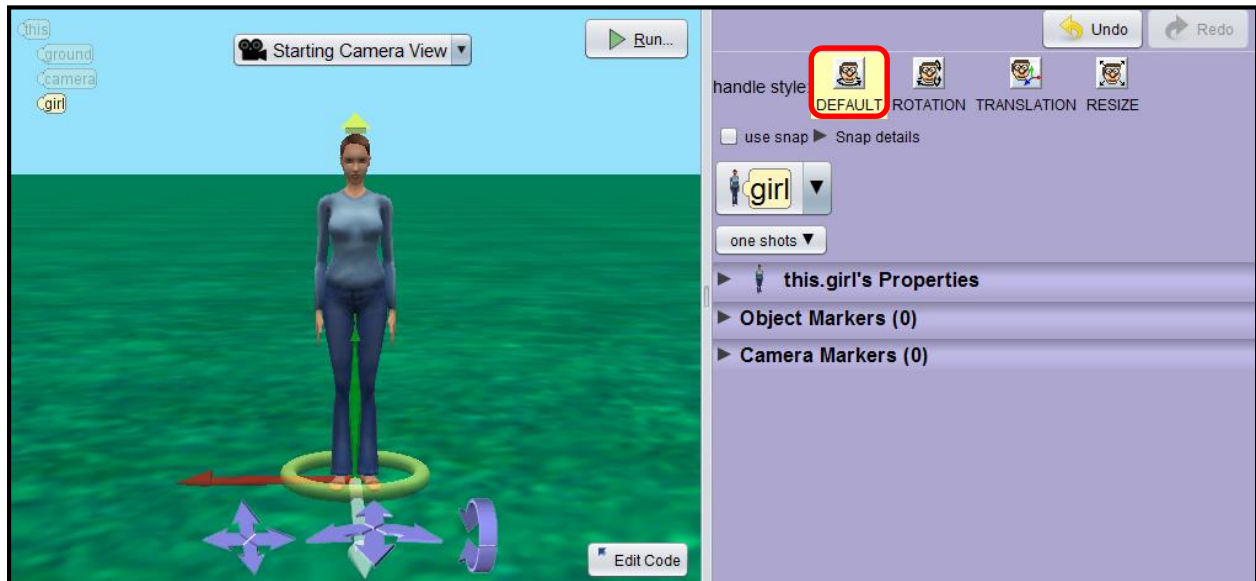 this
ground
camera
girl
Starting Camera View
Run...
Edit Code
Undo
Redo
handle style:
DEFAULT
ROTATION
TRANSLATION
RESIZE
use snap
Snap details
girl
one shots
this.girl's Properties
Object Markers (0)
Camera Markers (0)